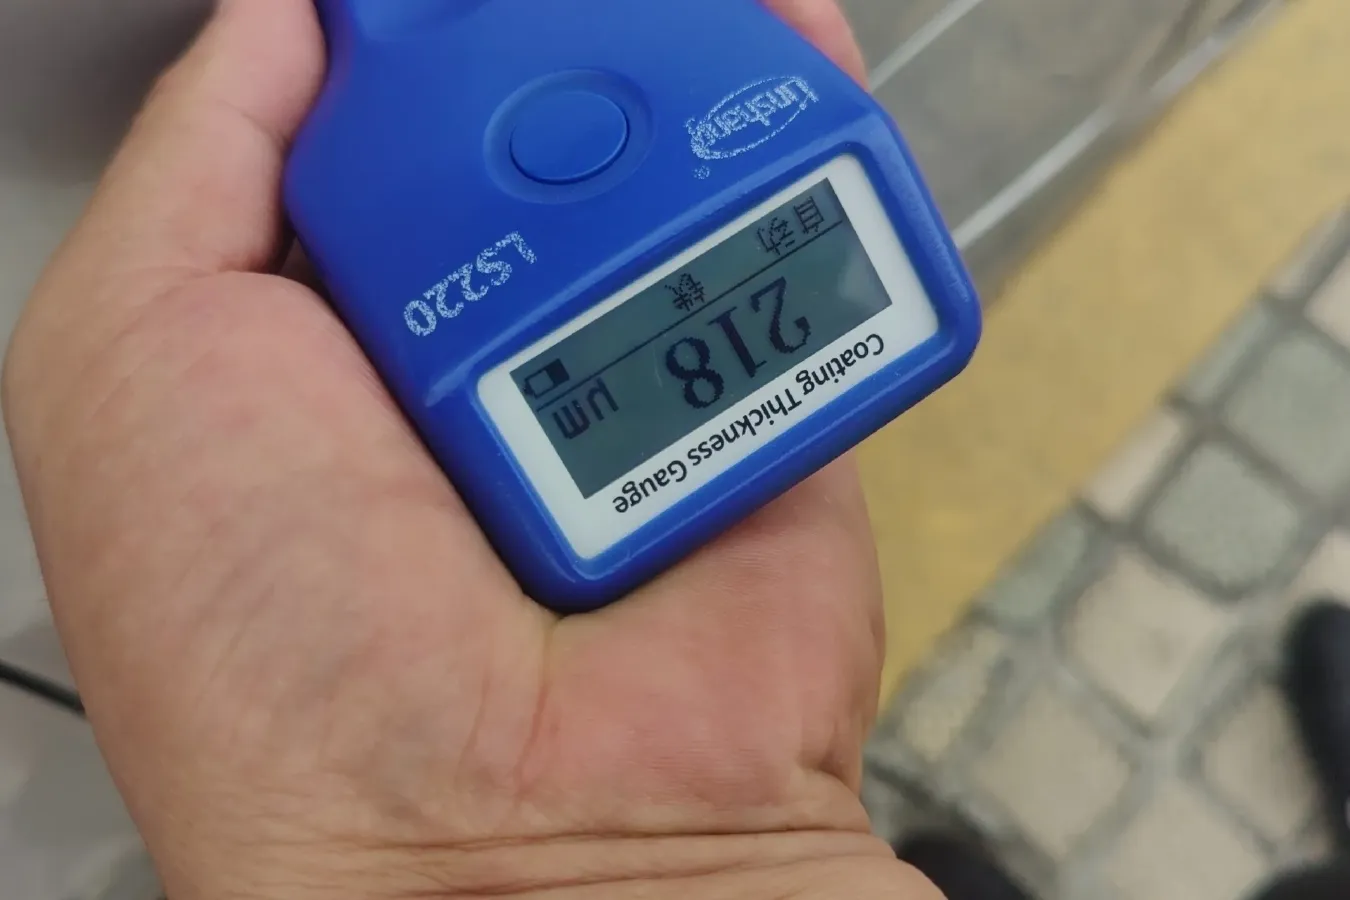 Coating Thickness Gauge
自动
铁
218
μm
LS220
Linshang®